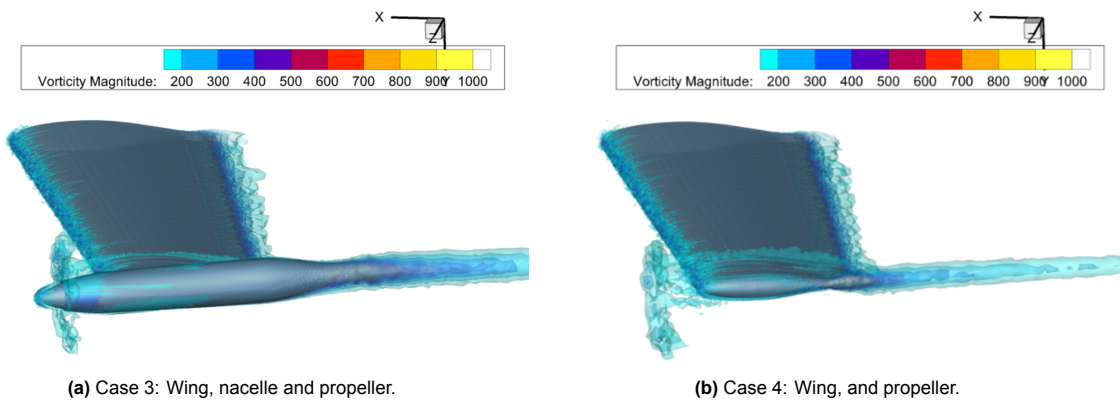 X
Z
Vorticity Magnitude: 200 300 400 500 600 700 800 900 Y 1000
X
Z
Vorticity Magnitude: 200 300 400 500 600 700 800 900 Y 1000
(a) Case 3: Wing, nacelle and propeller.
(b) Case 4: Wing, and propeller.